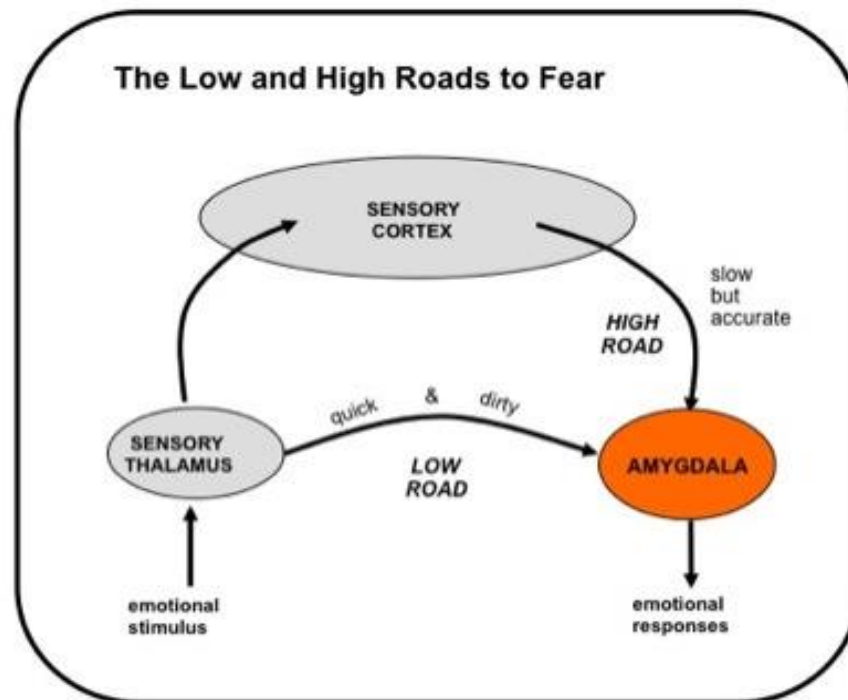 The Low and High Roads to Fear
SENSORY
CORTEX
slow
but
accurate
HIGH
ROAD
quick & dirty
SENSORY
THALAMUS
LOW
ROAD
AMYGDALA
emotional
stimulus
emotional
responses